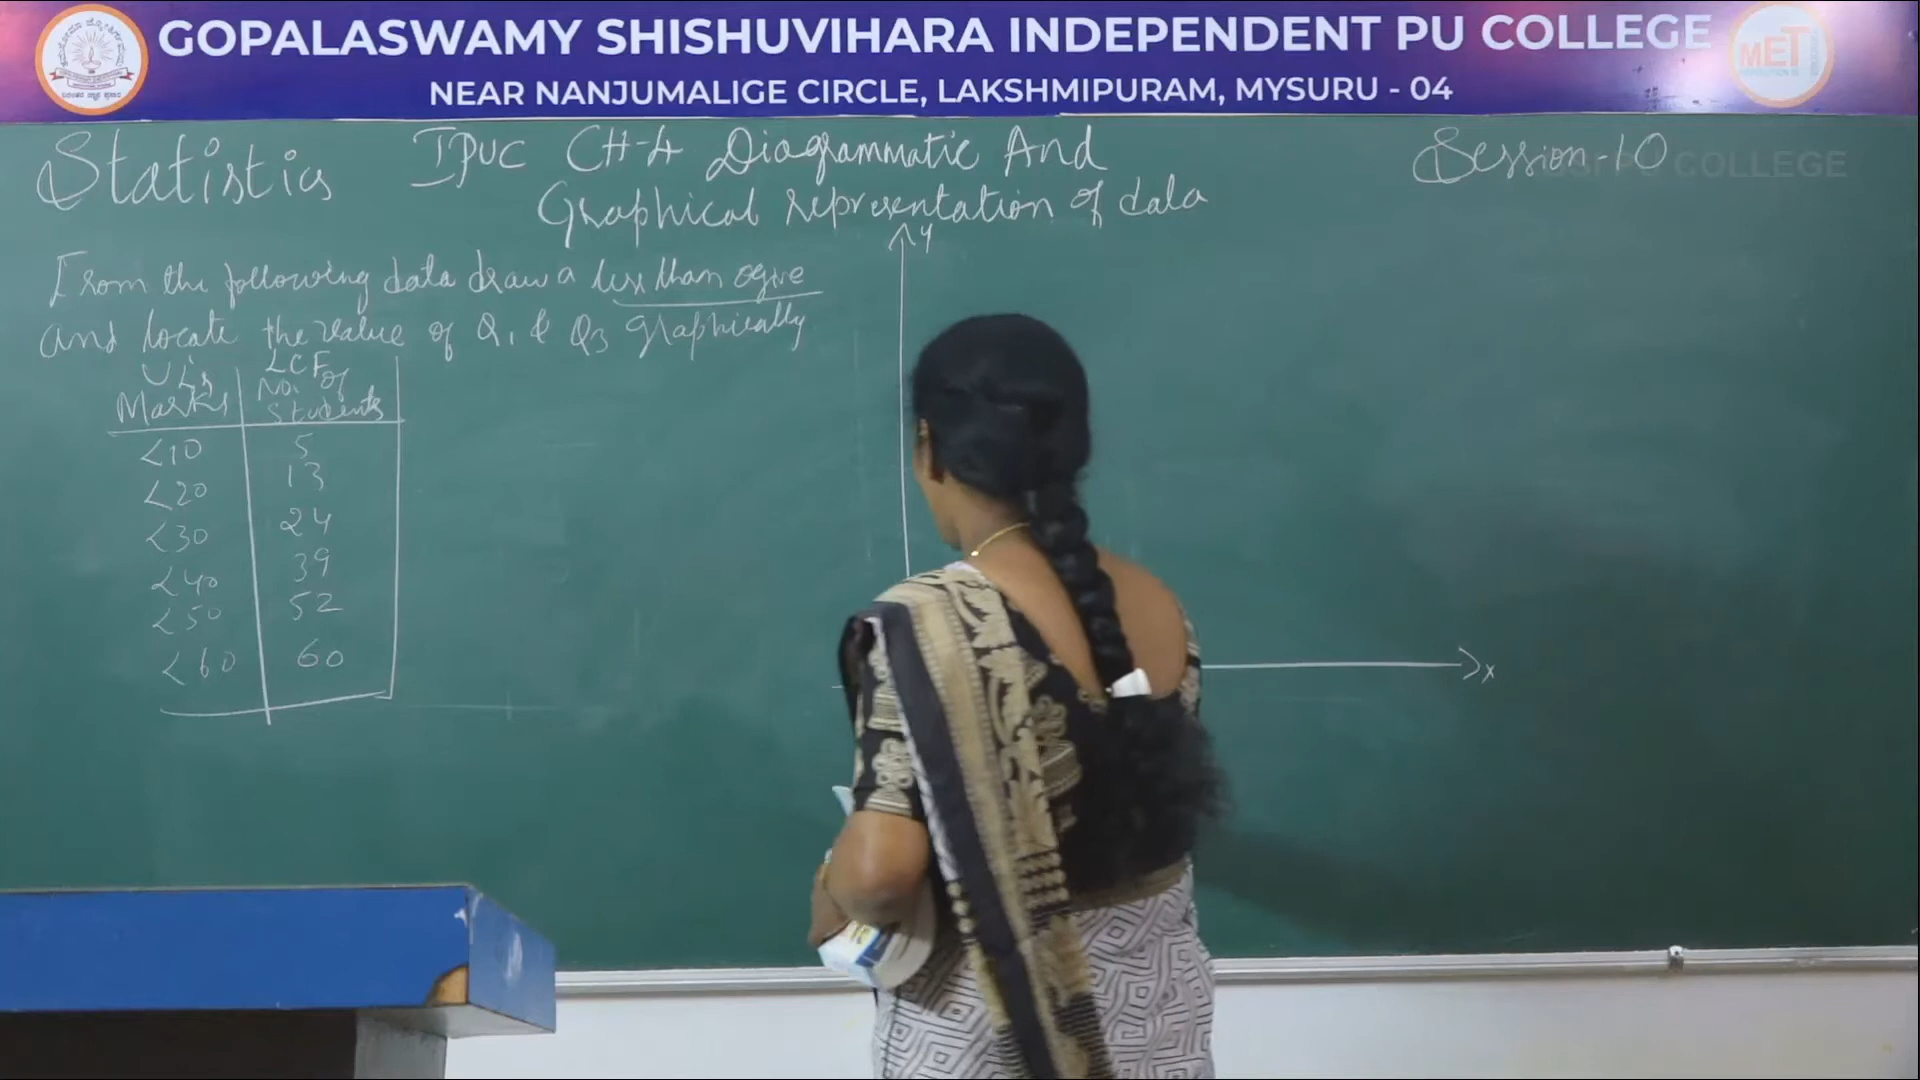 GOPALASWAMY SHISHUVIHARA INDEPENDENT PU COLLEGE
NEAR NANJUMALIGE CIRCLE, LAKSHMIPURAM, MYSURU - 04
MET
Statistics
IPUC CH-4 Diagrammatic And
Graphical representation of data
Session-10
PU COLLEGE
From the following data draw a less than ogive
and locate the value of Q1 & Q3 graphically
UL's LCF
Marks No. of Students
<10 5
<20 13
<30 24
<40 39
<50 52
<60 60
y
x